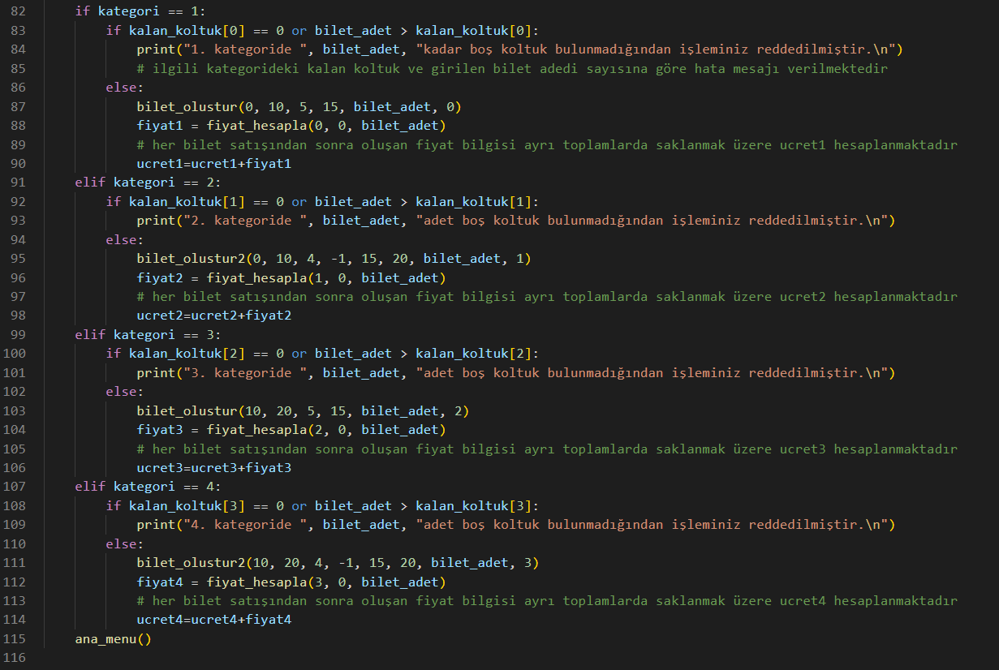 82 if kategori == 1:
83 if kalan_koltuk[0] == 0 or bilet_adet > kalan_koltuk[0]:
84 print("1. kategoride ", bilet_adet, "kadar boş koltuk bulunmadığından işleminiz reddedilmiştir.\n")
85 # ilgili kategorideki kalan koltuk ve girilen bilet adedi sayısına göre hata mesajı verilmektedir
86 else:
87 bilet_olustur(0, 10, 5, 15, bilet_adet, 0)
88 fiyat1 = fiyat_hesapla(0, 0, bilet_adet)
89 # her bilet satışından sonra oluşan fiyat bilgisi ayrı toplamlarda saklanmak üzere ucret1 hesaplanmaktadır
90 ucret1=ucret1+fiyat1
91 elif kategori == 2:
92 if kalan_koltuk[1] == 0 or bilet_adet > kalan_koltuk[1]:
93 print("2. kategoride ", bilet_adet, "adet boş koltuk bulunmadığından işleminiz reddedilmiştir.\n")
94 else:
95 bilet_olustur2(0, 10, 4, -1, 15, 20, bilet_adet, 1)
96 fiyat2 = fiyat_hesapla(1, 0, bilet_adet)
97 # her bilet satışından sonra oluşan fiyat bilgisi ayrı toplamlarda saklanmak üzere ucret2 hesaplanmaktadır
98 ucret2=ucret2+fiyat2
99 elif kategori == 3:
100 if kalan_koltuk[2] == 0 or bilet_adet > kalan_koltuk[2]:
101 print("3. kategoride ", bilet_adet, "adet boş koltuk bulunmadığından işleminiz reddedilmiştir.\n")
102 else:
103 bilet_olustur(10, 20, 5, 15, bilet_adet, 2)
104 fiyat3 = fiyat_hesapla(2, 0, bilet_adet)
105 # her bilet satışından sonra oluşan fiyat bilgisi ayrı toplamlarda saklanmak üzere ucret3 hesaplanmaktadır
106 ucret3=ucret3+fiyat3
107 elif kategori == 4:
108 if kalan_koltuk[3] == 0 or bilet_adet > kalan_koltuk[3]:
109 print("4. kategoride ", bilet_adet, "adet boş koltuk bulunmadığından işleminiz reddedilmiştir.\n")
110 else:
111 bilet_olustur2(10, 20, 4, -1, 15, 20, bilet_adet, 3)
112 fiyat4 = fiyat_hesapla(3, 0, bilet_adet)
113 # her bilet satışından sonra oluşan fiyat bilgisi ayrı toplamlarda saklanmak üzere ucret4 hesaplanmaktadır
114 ucret4=ucret4+fiyat4
115 ana_menu()
116